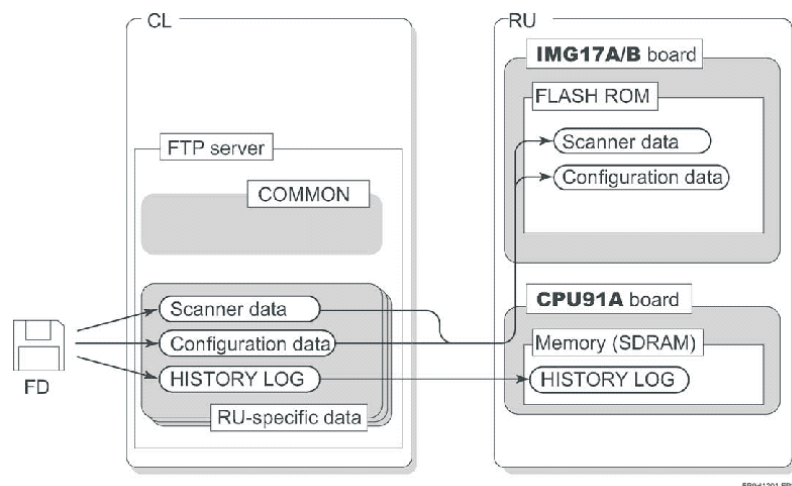 CL
FTP server
COMMON
Scanner data
Configuration data
HISTORY LOG
RU-specific data
FD
RU
IMG17A/B board
FLASH ROM
Scanner data
Configuration data
CPU91A board
Memory (SDRAM)
HISTORY LOG